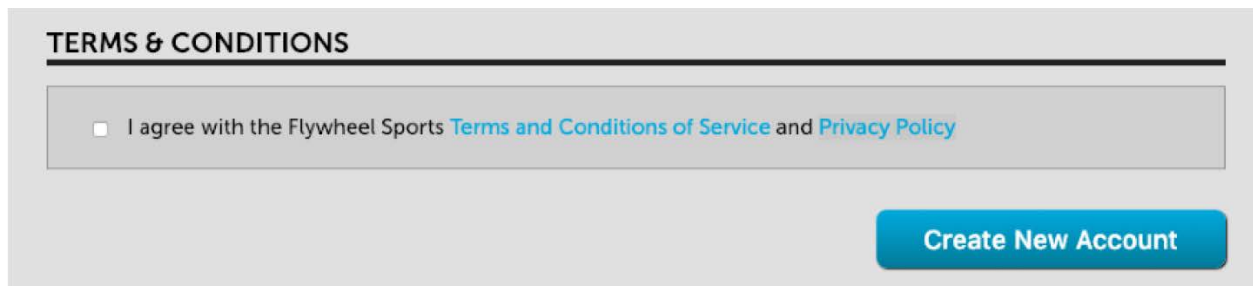 TERMS & CONDITIONS
I agree with the Flywheel Sports Terms and Conditions of Service and Privacy Policy
Create New Account